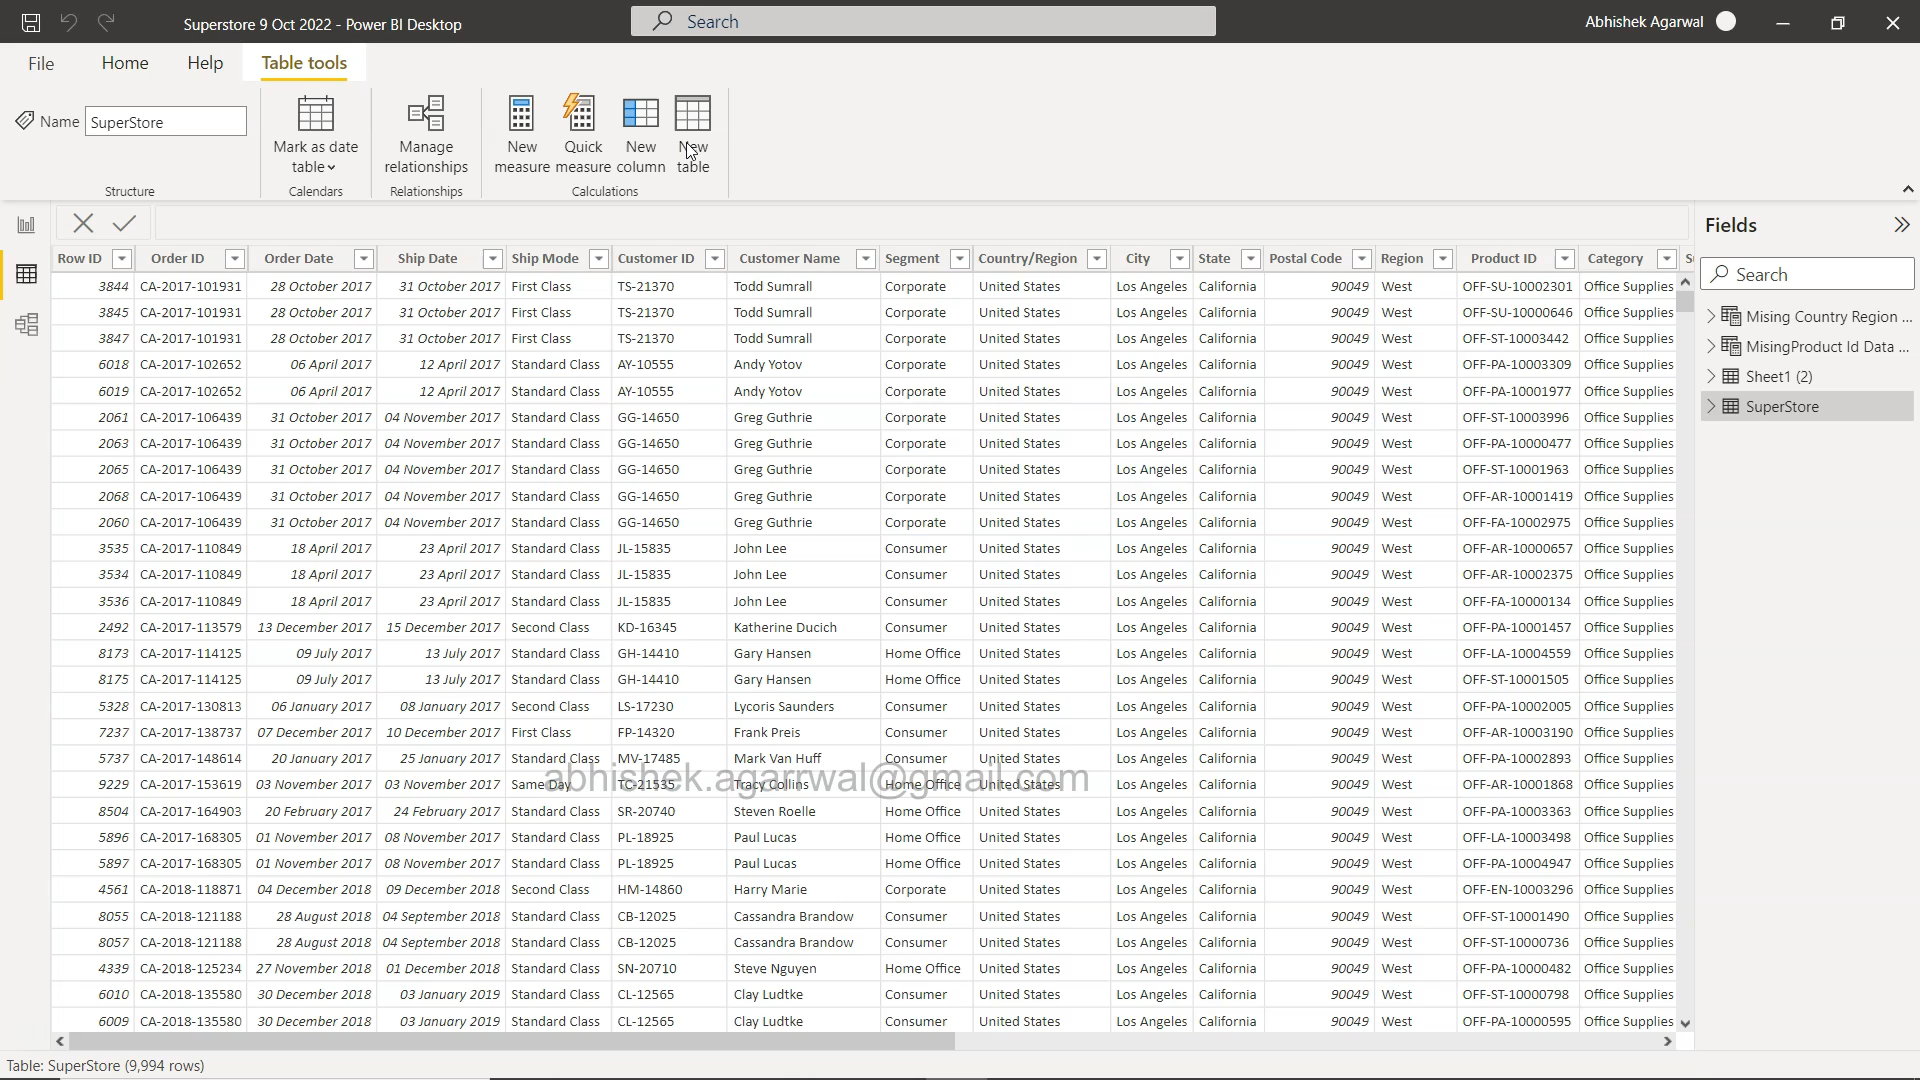 Superstore 9 Oct 2022 - Power BI Desktop
Search
Abhishek Agarwal
File Home Help Table tools
Name SuperStore
Structure
Mark as date table
Calendars
Manage relationships
Relationships
New measure
Quick measure
New column
New table
Calculations
Row ID Order ID Order Date Ship Date Ship Mode Customer ID Customer Name Segment Country/Region City State Postal Code Region Product ID Category
3844 CA-2017-101931 28 October 2017 31 October 2017 First Class TS-21370 Todd Sumrall Corporate United States Los Angeles California 90049 West OFF-SU-10002301 Office Supplies
3845 CA-2017-101931 28 October 2017 31 October 2017 First Class TS-21370 Todd Sumrall Corporate United States Los Angeles California 90049 West OFF-SU-10000646 Office Supplies
3847 CA-2017-101931 28 October 2017 31 October 2017 First Class TS-21370 Todd Sumrall Corporate United States Los Angeles California 90049 West OFF-ST-10003442 Office Supplies
6018 CA-2017-102652 06 April 2017 12 April 2017 Standard Class AY-10555 Andy Yotov Corporate United States Los Angeles California 90049 West OFF-PA-10003309 Office Supplies
6019 CA-2017-102652 06 April 2017 12 April 2017 Standard Class AY-10555 Andy Yotov Corporate United States Los Angeles California 90049 West OFF-PA-10001977 Office Supplies
2061 CA-2017-106439 31 October 2017 04 November 2017 Standard Class GG-14650 Greg Guthrie Corporate United States Los Angeles California 90049 West OFF-ST-10003996 Office Supplies
2063 CA-2017-106439 31 October 2017 04 November 2017 Standard Class GG-14650 Greg Guthrie Corporate United States Los Angeles California 90049 West OFF-PA-10000477 Office Supplies
2065 CA-2017-106439 31 October 2017 04 November 2017 Standard Class GG-14650 Greg Guthrie Corporate United States Los Angeles California 90049 West OFF-ST-10001963 Office Supplies
2068 CA-2017-106439 31 October 2017 04 November 2017 Standard Class GG-14650 Greg Guthrie Corporate United States Los Angeles California 90049 West OFF-AR-10001419 Office Supplies
2060 CA-2017-106439 31 October 2017 04 November 2017 Standard Class GG-14650 Greg Guthrie Corporate United States Los Angeles California 90049 West OFF-FA-10002975 Office Supplies
3535 CA-2017-110849 18 April 2017 23 April 2017 Standard Class JL-15835 John Lee Consumer United States Los Angeles California 90049 West OFF-AR-10000657 Office Supplies
3534 CA-2017-110849 18 April 2017 23 April 2017 Standard Class JL-15835 John Lee Consumer United States Los Angeles California 90049 West OFF-AR-10002375 Office Supplies
3536 CA-2017-110849 18 April 2017 23 April 2017 Standard Class JL-15835 John Lee Consumer United States Los Angeles California 90049 West OFF-FA-10000134 Office Supplies
2492 CA-2017-113579 13 December 2017 15 December 2017 Second Class KD-16345 Katherine Ducich Consumer United States Los Angeles California 90049 West OFF-PA-10001457 Office Supplies
8173 CA-2017-114125 09 July 2017 13 July 2017 Standard Class GH-14410 Gary Hansen Home Office United States Los Angeles California 90049 West OFF-LA-10004559 Office Supplies
8175 CA-2017-114125 09 July 2017 13 July 2017 Standard Class GH-14410 Gary Hansen Home Office United States Los Angeles California 90049 West OFF-ST-10001505 Office Supplies
5328 CA-2017-130813 06 January 2017 08 January 2017 Second Class LS-17230 Lycoris Saunders Consumer United States Los Angeles California 90049 West OFF-PA-10002005 Office Supplies
7237 CA-2017-138737 07 December 2017 10 December 2017 First Class FP-14320 Frank Preis Consumer United States Los Angeles California 90049 West OFF-AR-10003190 Office Supplies
5737 CA-2017-148614 20 January 2017 25 January 2017 Standard Class MV-17485 Mark Van Huff Consumer United States Los Angeles California 90049 West OFF-PA-10002893 Office Supplies
abhishek.agarrwal@gmail.com
9229 CA-2017-153619 03 November 2017 03 November 2017 Same Day TC-21535 Tracy Collins Home Office United States Los Angeles California 90049 West OFF-AR-10001868 Office Supplies
8504 CA-2017-164903 20 February 2017 24 February 2017 Standard Class SR-20740 Steven Roelle Home Office United States Los Angeles California 90049 West OFF-PA-10003363 Office Supplies
5896 CA-2017-168305 01 November 2017 08 November 2017 Standard Class PL-18925 Paul Lucas Home Office United States Los Angeles California 90049 West OFF-LA-10003498 Office Supplies
5897 CA-2017-168305 01 November 2017 08 November 2017 Standard Class PL-18925 Paul Lucas Home Office United States Los Angeles California 90049 West OFF-PA-10004947 Office Supplies
4561 CA-2018-118871 04 December 2018 09 December 2018 Second Class HM-14860 Harry Marie Corporate United States Los Angeles California 90049 West OFF-EN-10003296 Office Supplies
8055 CA-2018-121188 28 August 2018 04 September 2018 Standard Class CB-12025 Cassandra Brandow Consumer United States Los Angeles California 90049 West OFF-ST-10001490 Office Supplies
8057 CA-2018-121188 28 August 2018 04 September 2018 Standard Class CB-12025 Cassandra Brandow Consumer United States Los Angeles California 90049 West OFF-ST-10000736 Office Supplies
4339 CA-2018-125234 27 November 2018 01 December 2018 Standard Class SN-20710 Steve Nguyen Home Office United States Los Angeles California 90049 West OFF-PA-10000482 Office Supplies
6010 CA-2018-135580 30 December 2018 03 January 2019 Standard Class CL-12565 Clay Ludtke Consumer United States Los Angeles California 90049 West OFF-ST-10000798 Office Supplies
6009 CA-2018-135580 30 December 2018 03 January 2019 Standard Class CL-12565 Clay Ludtke Consumer United States Los Angeles California 90049 West OFF-PA-10000595 Office Supplies
Fields
Search
Mising Country Region ...
MisingProduct Id Data ...
Sheet1 (2)
SuperStore
Table: SuperStore (9,994 rows)